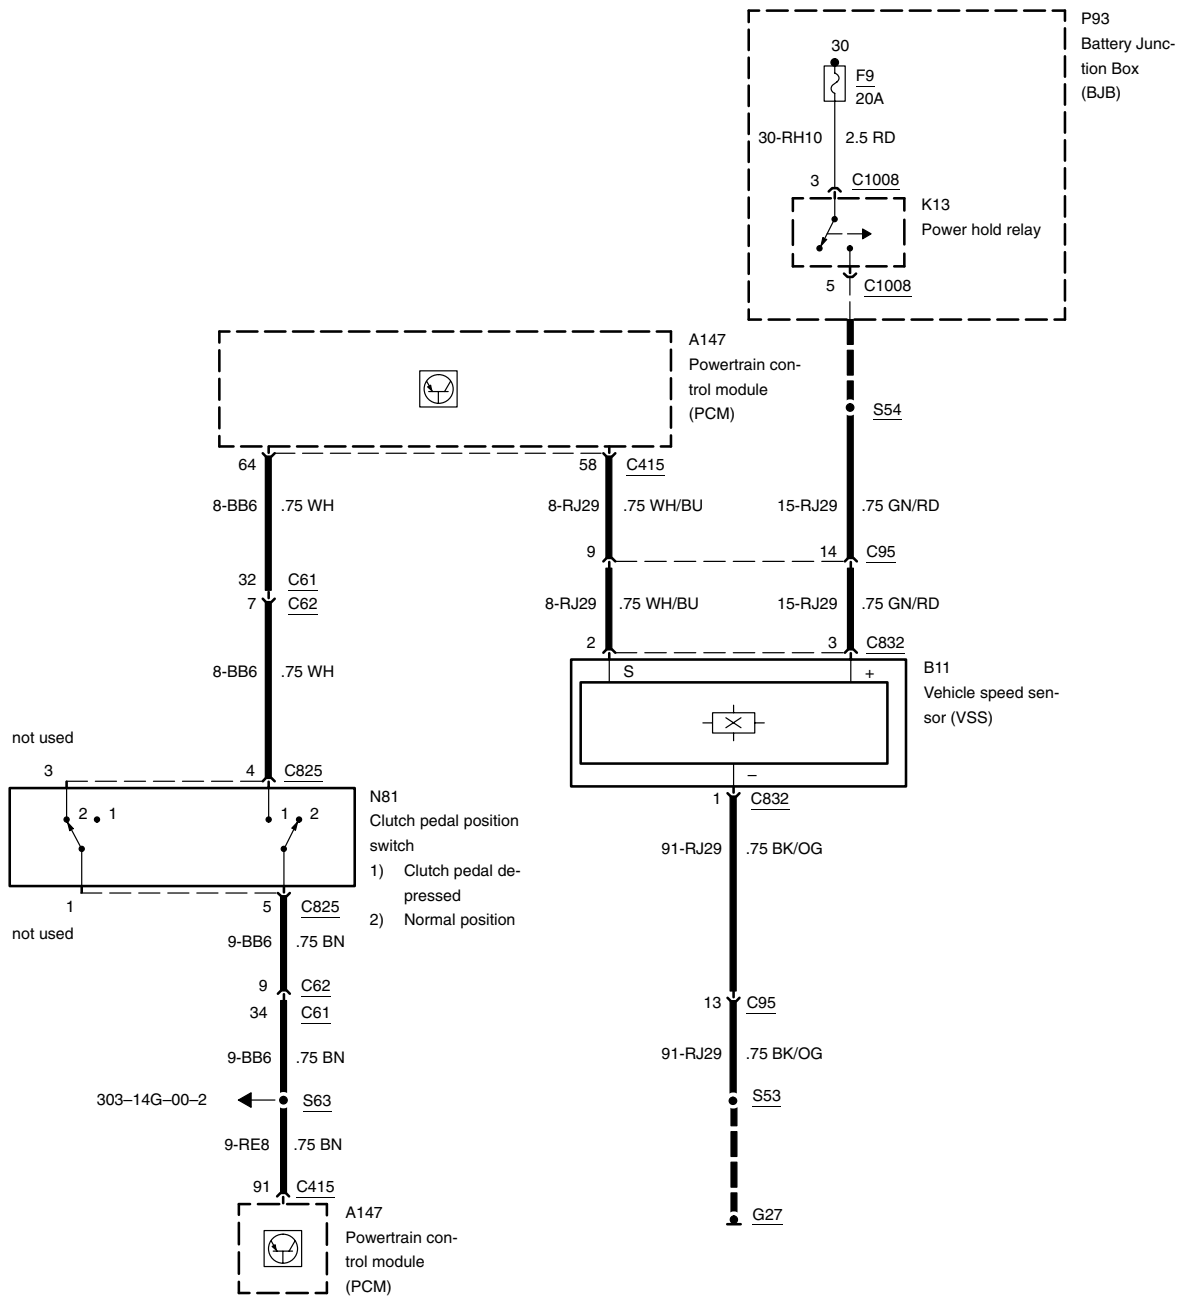 P93
Battery Junc-
tion Box
(BJB)
30
F9
20A
30-RH10
2.5 RD
3
C1008
K13
Power hold relay
5
C1008
A147
Powertrain con-
trol module
(PCM)
S54
64
58
C415
8-BB6
.75 WH
8-RJ29
.75 WH/BU
15-RJ29
.75 GN/RD
9
14
C95
32
C61
7
C62
8-RJ29
.75 WH/BU
15-RJ29
.75 GN/RD
2
3
C832
8-BB6
.75 WH
S
+
B11
Vehicle speed sen-
sor (VSS)
–
1
C832
not used
3
4
C825
2
1
1
2
N81
Clutch pedal position
switch
1) Clutch pedal de-
pressed
2) Normal position
1
not used
5
C825
91-RJ29
.75 BK/OG
9-BB6
.75 BN
9
C62
34
C61
13
C95
9-BB6
.75 BN
91-RJ29
.75 BK/OG
303–14G–00–2
S63
S53
9-RE8
.75 BN
91
C415
A147
Powertrain con-
trol module
(PCM)
G27